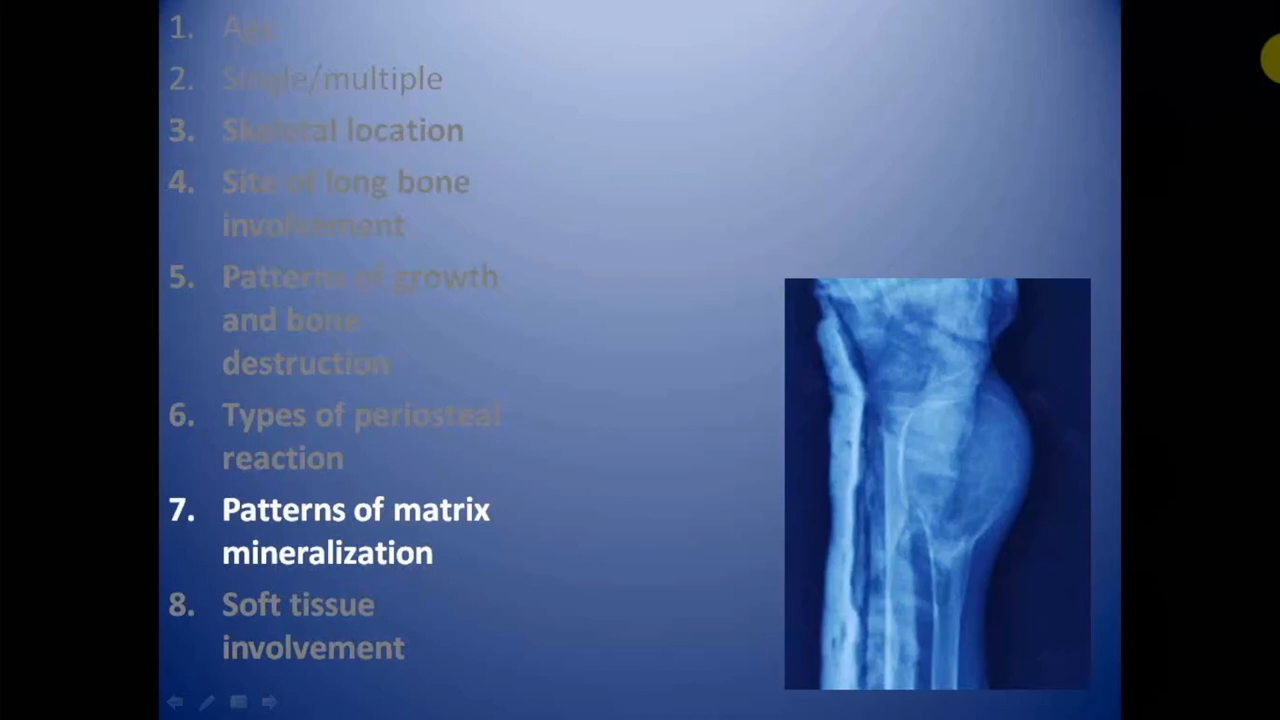 1. Age
2. Single/multiple
3. Skeletal location
4. Site of long bone
involvement
5. Patterns of growth
and bone
destruction
6. Types of periosteal
reaction
7. Patterns of matrix
mineralization
8. Soft tissue
involvement